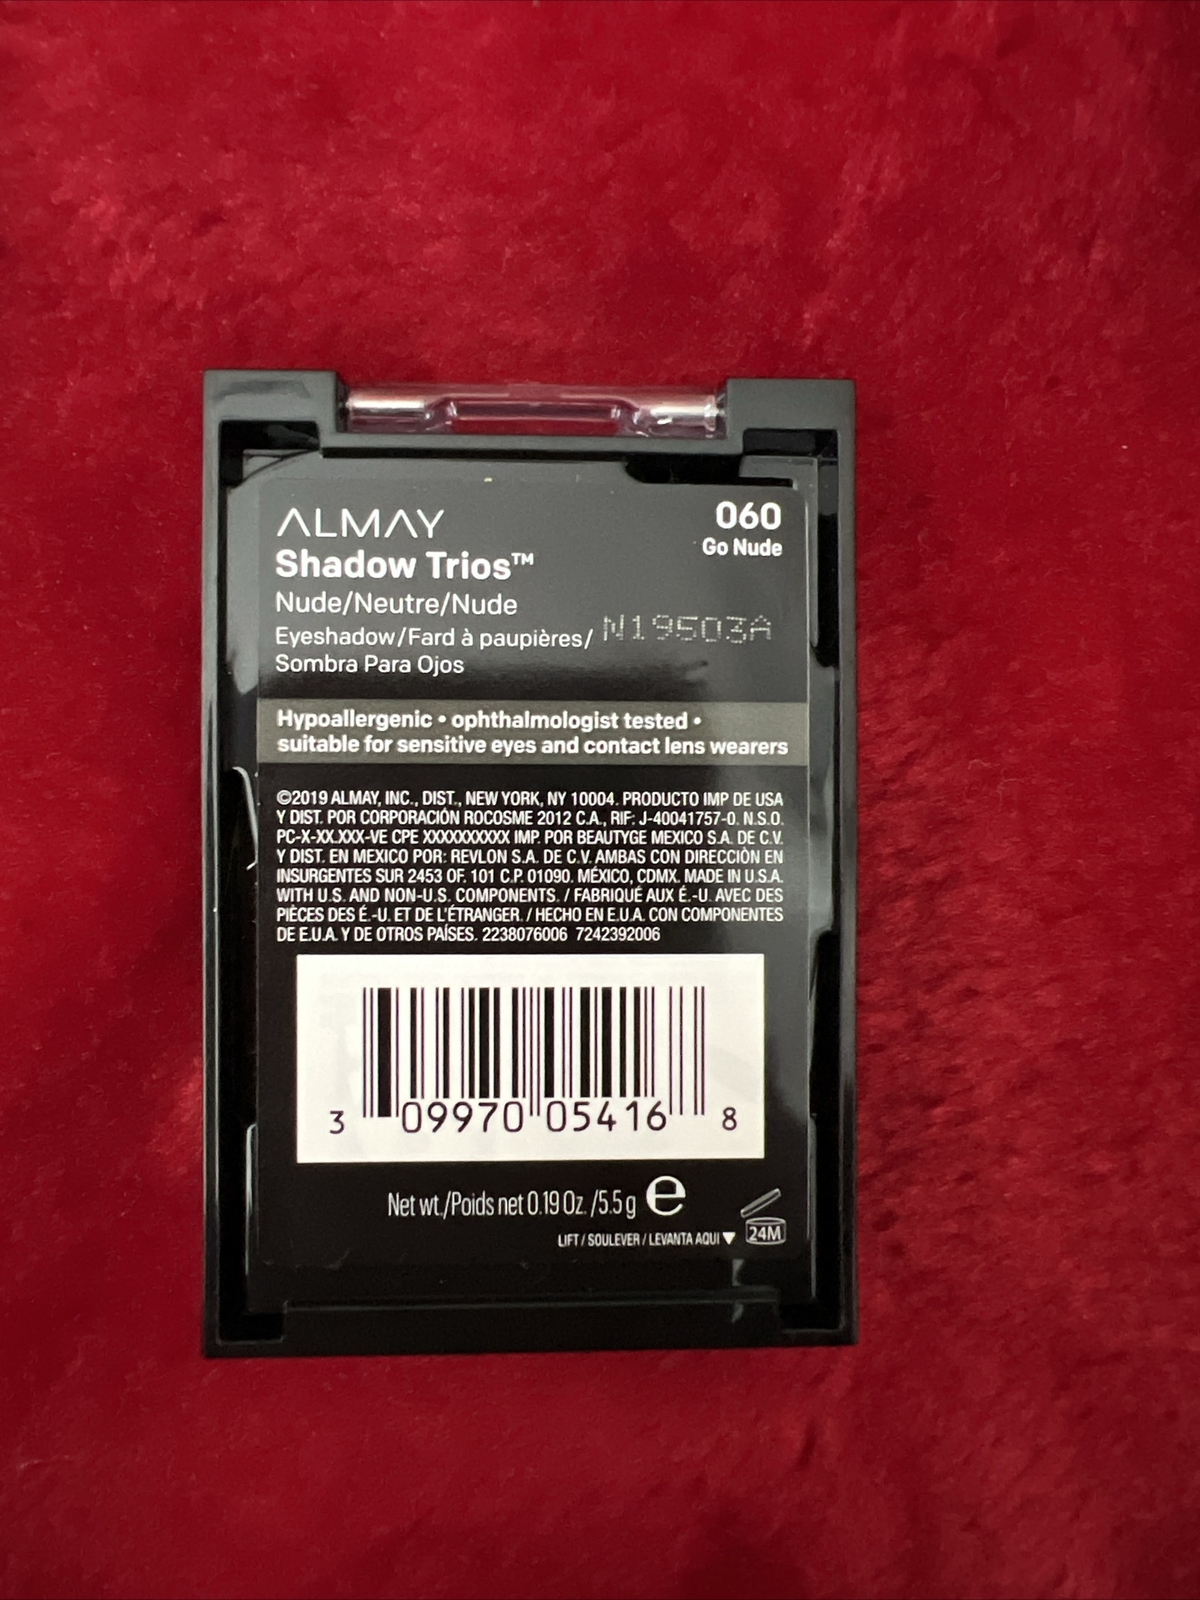 ALMAY
060
Shadow Trios™
Go Nude
Nude/Neutre/Nude
Eyeshadow/Fard à paupières/
N19503A
Sombra Para Ojos
Hypoallergenic • ophthalmologist tested •
suitable for sensitive eyes and contact lens wearers
©2019 ALMAY, INC., DIST., NEW YORK, NY 10004. PRODUCTO IMP DE USA
Y DIST. POR CORPORACIÓN ROCOSME 2012 C.A., RIF: J-40041757-0. N.S.O.
PC-X-XX.XXX-VE CPE XXXXXXXXXX IMP. POR BEAUTYGE MEXICO S.A. DE C.V.
Y DIST. EN MEXICO POR: REVLON S.A. DE C.V. AMBAS CON DIRECCIÒN EN
INSURGENTES SUR 2453 OF. 101 C.P. 01090. MÉXICO, CDMX. MADE IN U.S.A.
WITH U.S. AND NON-U.S. COMPONENTS. / FABRIQUÉ AUX É.-U. AVEC DES
PIÈCES DES É.-U. ET DE L'ÉTRANGER. / HECHO EN E.U.A. CON COMPONENTES
DE E.U.A. Y DE OTROS PAÍSES. 2238076006 7242392006
3 09970 05416 8
Net wt./Poids net 0.19 Oz. /5.5 g e
LIFT / SOULEVER / LEVANTA AQUI ▼
24M